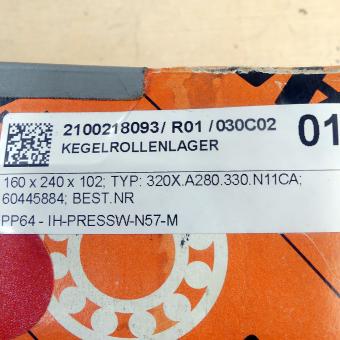 2100218093/ R01 /030C02 01
KEGELROLLENLAGER
160 x 240 x 102; TYP: 320X.A280.330.N11CA;
60445884; BEST.NR
PP64 - IH-PRESSW-N57-M